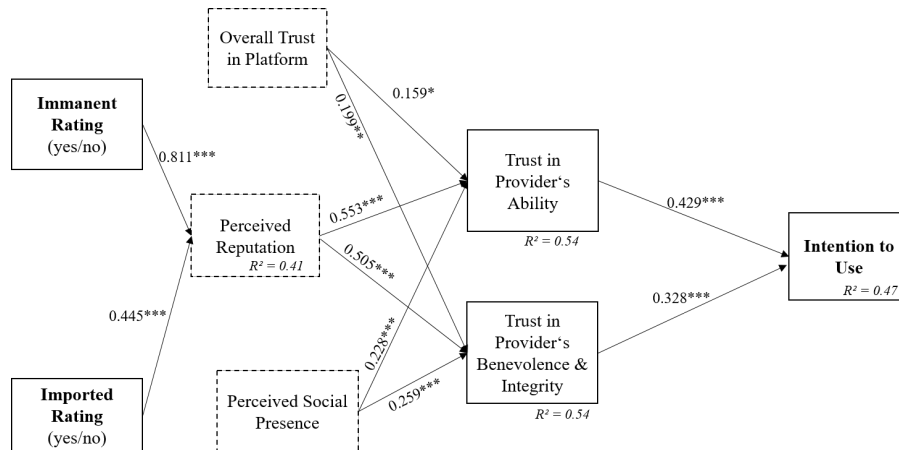 Overall Trust
in Platform
Immanent
Rating
(yes/no)
0.811***
0.159*
0.199**
Trust in
Provider‘s
Ability
R² = 0.54
0.553***
Perceived
Reputation
R² = 0.41
0.505***
0.429***
Intention to
Use
R² = 0.47
0.328***
0.445***
0.228***
Trust in
Provider‘s
Benevolence &
Integrity
R² = 0.54
0.259***
Imported
Rating
(yes/no)
Perceived Social
Presence